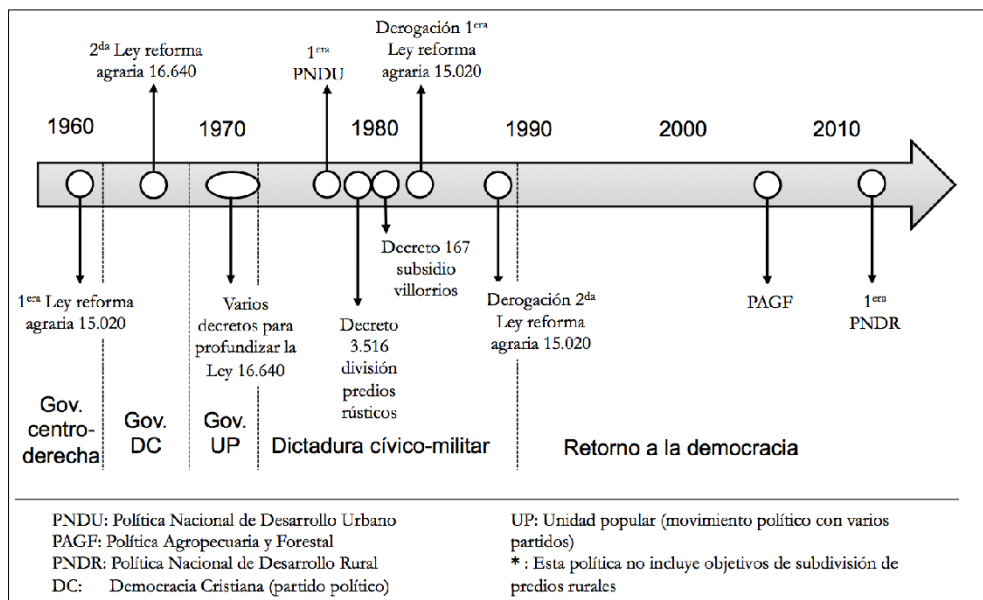 2da Ley reforma
agraria 16.640
1era
PNDU
Derogación 1era
Ley reforma
agraria 15.020
1960
1970
1980
1990
2000
2010
1era Ley reforma
agraria 15.020
Varios
decretos para
profundizar la
Ley 16.640
Decreto
3.516
división
predios
rústicos
Decreto 167
subsidio
villorrios
Derogación 2da
Ley reforma
agraria 15.020
PAGF
1era
PNDR
Gov.
centro-
derecha
Gov.
DC
Gov.
UP
Dictadura cívico-militar
Retorno a la democracia
PNDU: Política Nacional de Desarrollo Urbano
PAGF: Política Agropecuaria y Forestal
PNDR: Política Nacional de Desarrollo Rural
DC: Democracia Cristiana (partido político)
UP: Unidad popular (movimiento político con varios
partidos)
* : Esta política no incluye objetivos de subdivisión de
predios rurales